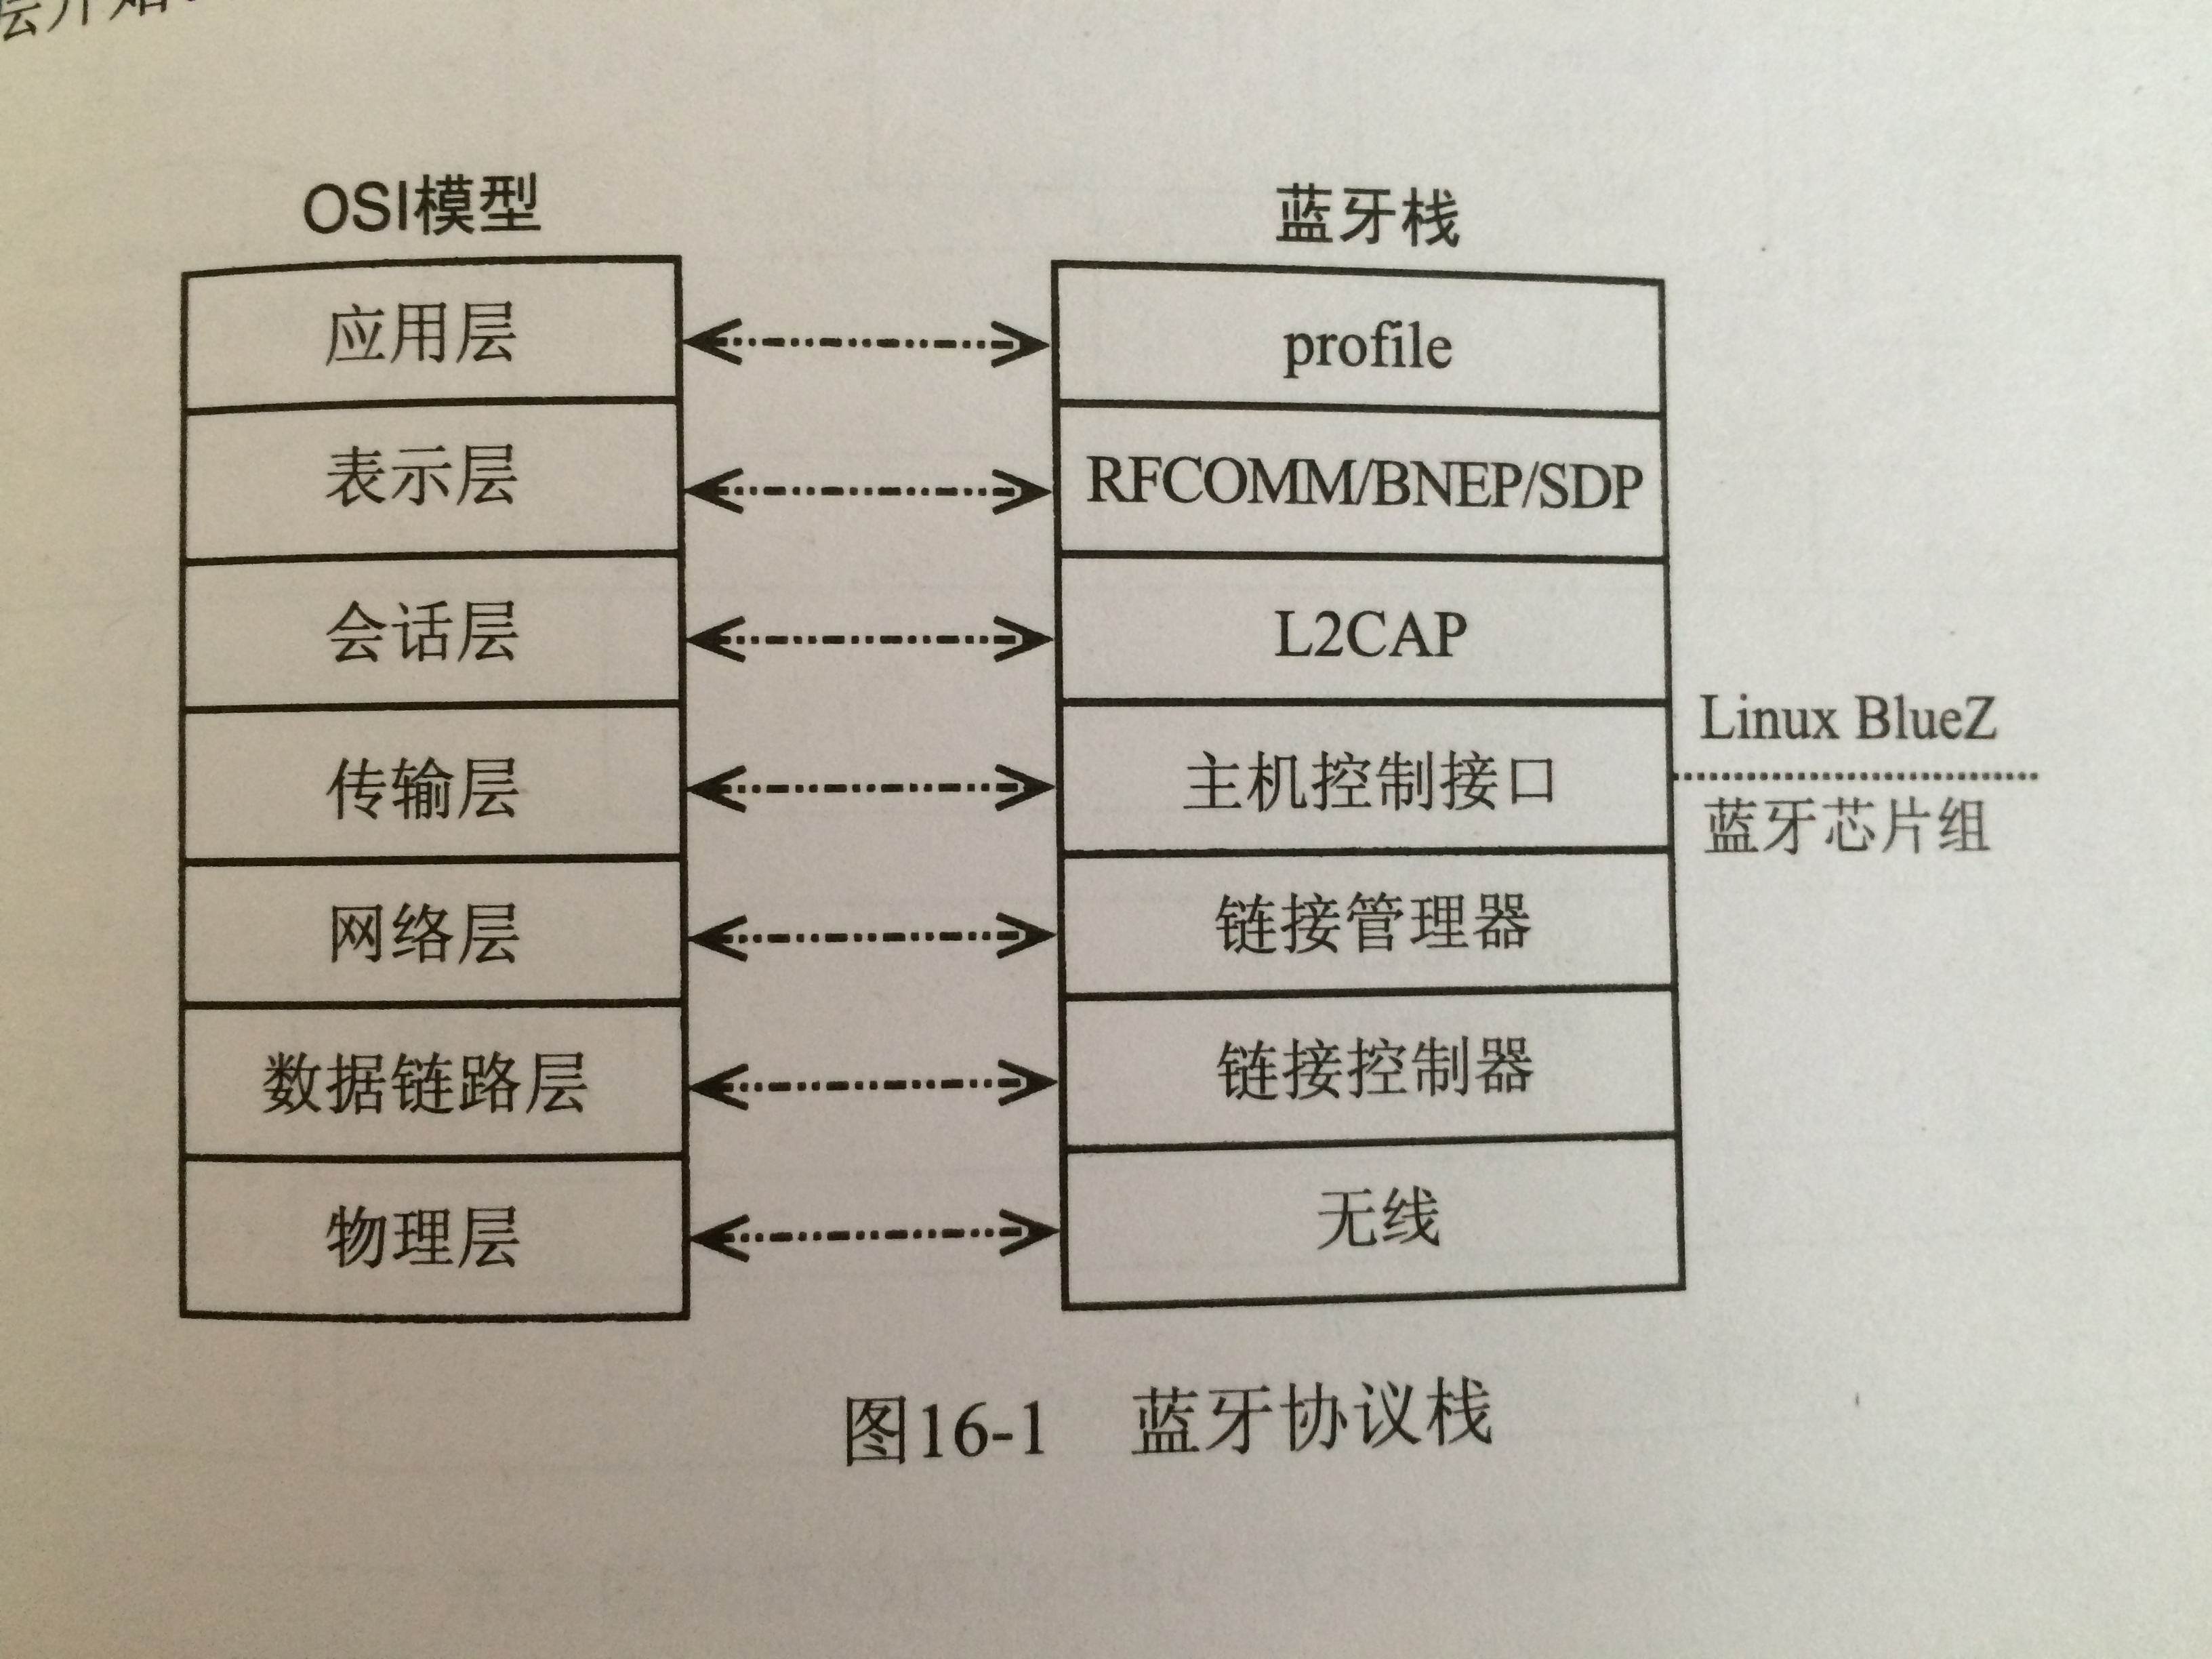 层开始
OSI模型
应用层
表示层
会话层
传输层
网络层
数据链路层
物理层
蓝牙栈
profile
RFCOMM/BNEP/SDP
L2CAP
主机控制接口
链接管理器
链接控制器
无线
Linux BlueZ
蓝牙芯片组
图16-1 蓝牙协议栈